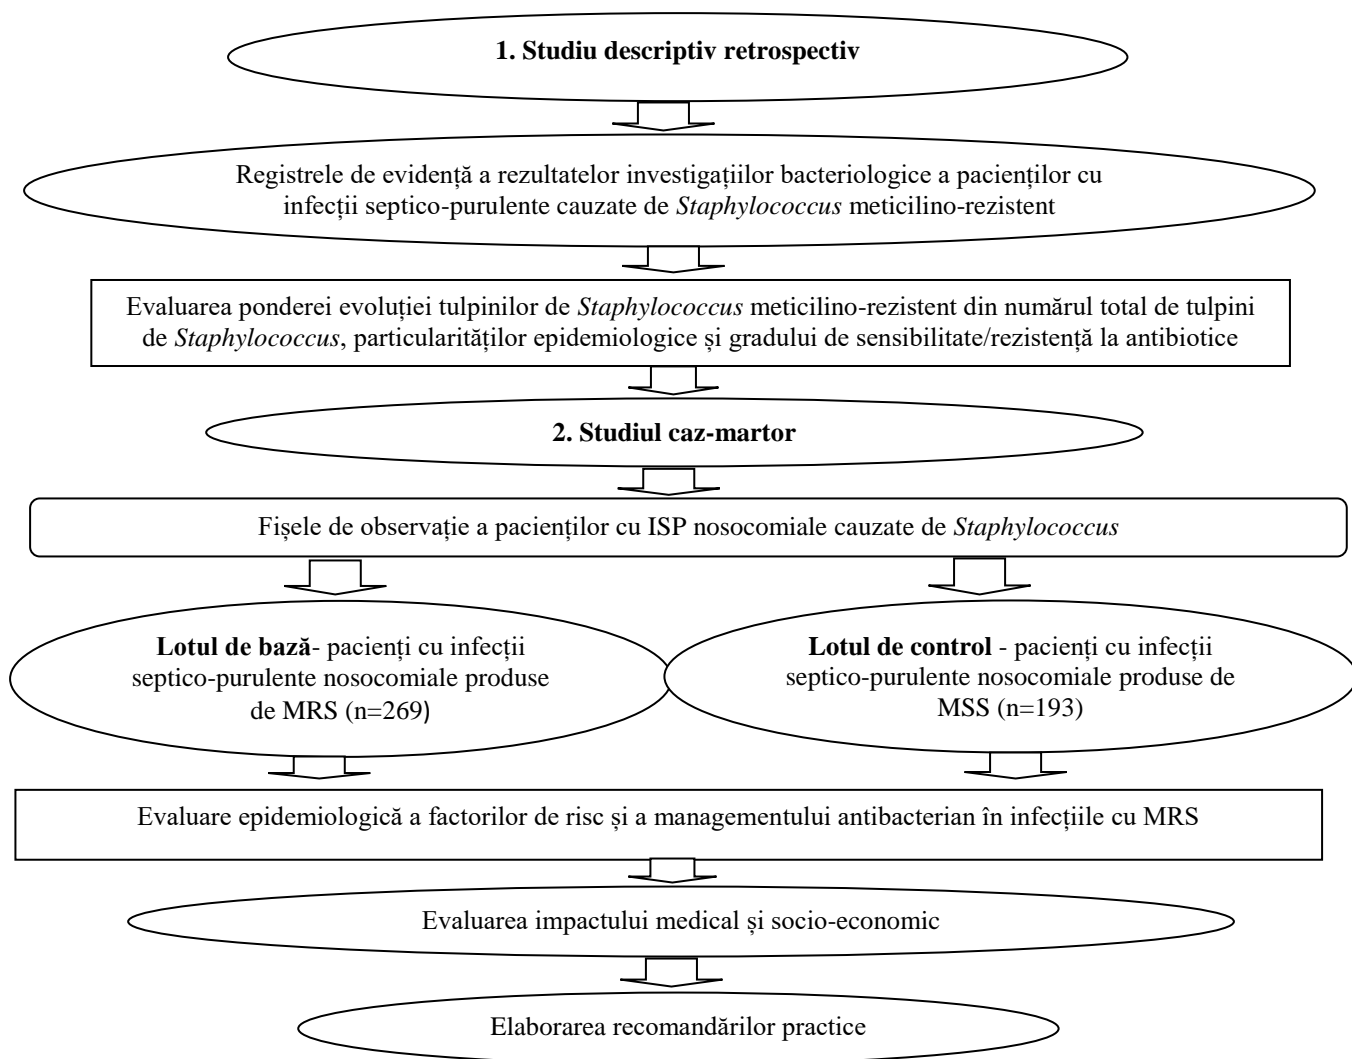 1. Studiu descriptiv retrospectiv
Registrele de evidență a rezultatelor investigațiilor bacteriologice a pacienților cu
infecții septico-purulente cauzate de Staphylococcus meticilino-rezistent
Evaluarea ponderei evoluției tulpinilor de Staphylococcus meticilino-rezistent din numărul total de tulpini
de Staphylococcus, particularităților epidemiologice și gradului de sensibilitate/rezistență la antibiotice
2. Studiul caz-martor
Fișele de observație a pacienților cu ISP nosocomiale cauzate de Staphylococcus
Lotul de bază- pacienți cu infecții
septico-purulente nosocomiale produse
de MRS (n=269)
Lotul de control - pacienți cu infecții
septico-purulente nosocomiale produse de
MSS (n=193)
Evaluare epidemiologică a factorilor de risc și a managementului antibacterian în infecțiile cu MRS
Evaluarea impactului medical și socio-economic
Elaborarea recomandărilor practice